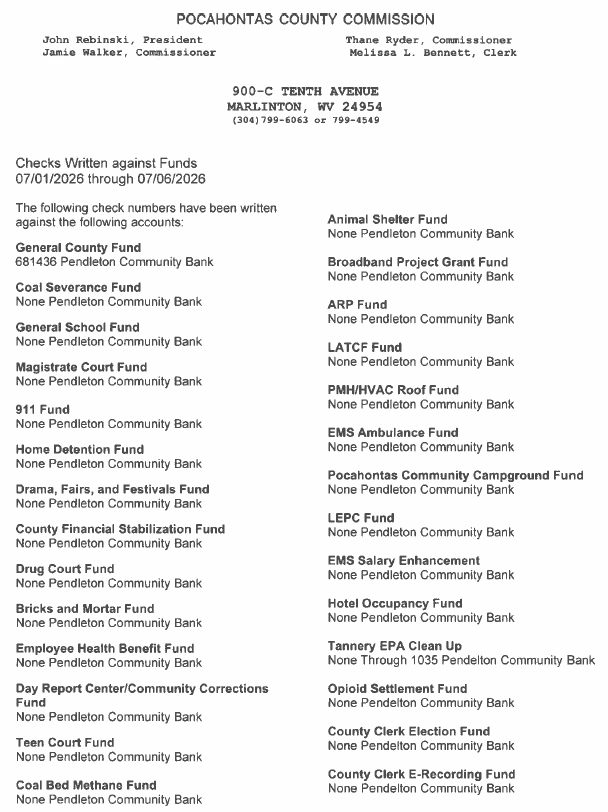 POCAHONTAS COUNTY COMMISSION
John Rebinski, President
Jamie Walker, Commissioner
Thane Ryder, Commissioner
Melissa L. Bennett, Clerk
900-C TENTH AVENUE
MARLINTON, WV 24954
(304)799-6063 or 799-4549
Checks Written against Funds
07/01/2026 through 07/06/2026
The following check numbers have been written
against the following accounts:
General County Fund
681436 Pendleton Community Bank
Coal Severance Fund
None Pendleton Community Bank
General School Fund
None Pendleton Community Bank
Magistrate Court Fund
None Pendleton Community Bank
911 Fund
None Pendleton Community Bank
Home Detention Fund
None Pendleton Community Bank
Drama, Fairs, and Festivals Fund
None Pendleton Community Bank
County Financial Stabilization Fund
None Pendleton Community Bank
Drug Court Fund
None Pendleton Community Bank
Bricks and Mortar Fund
None Pendleton Community Bank
Employee Health Benefit Fund
None Pendleton Community Bank
Day Report Center/Community Corrections
Fund
None Pendleton Community Bank
Teen Court Fund
None Pendleton Community Bank
Coal Bed Methane Fund
None Pendleton Community Bank
Animal Shelter Fund
None Pendleton Community Bank
Broadband Project Grant Fund
None Pendleton Community Bank
ARP Fund
None Pendleton Community Bank
LATCF Fund
None Pendleton Community Bank
PMH/HVAC Roof Fund
None Pendleton Community Bank
EMS Ambulance Fund
None Pendleton Community Bank
Pocahontas Community Campground Fund
None Pendleton Community Bank
LEPC Fund
None Pendleton Community Bank
EMS Salary Enhancement
None Pendleton Community Bank
Hotel Occupancy Fund
None Pendleton Community Bank
Tannery EPA Clean Up
None Through 1035 Pendelton Community Bank
Opioid Settlement Fund
None Pendelton Community Bank
County Clerk Election Fund
None Pendelton Community Bank
County Clerk E-Recording Fund
None Pendelton Community Bank